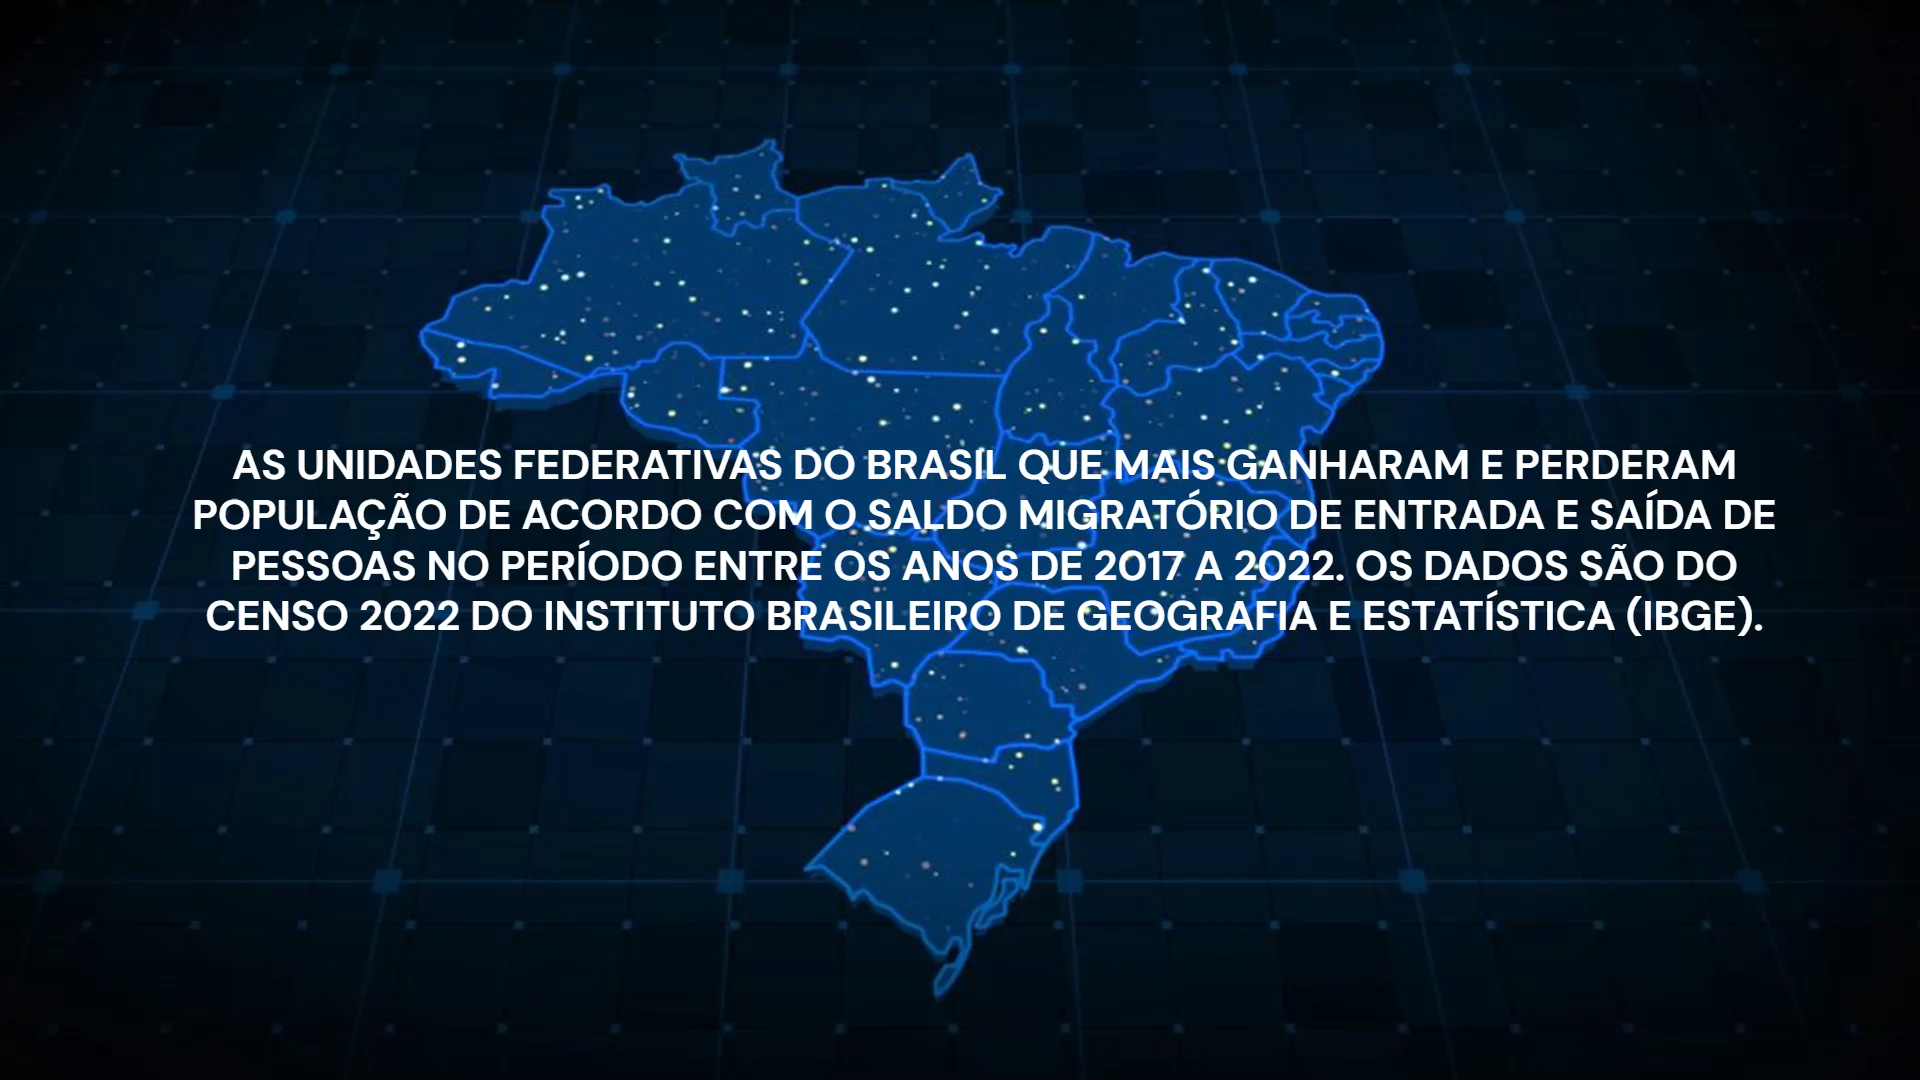 AS UNIDADES FEDERATIVAS DO BRASIL QUE MAIS GANHARAM E PERDERAM
POPULAÇÃO DE ACORDO COM O SALDO MIGRATÓRIO DE ENTRADA E SAÍDA DE
PESSOAS NO PERÍODO ENTRE OS ANOS DE 2017 A 2022. OS DADOS SÃO DO
CENSO 2022 DO INSTITUTO BRASILEIRO DE GEOGRAFIA E ESTATÍSTICA (IBGE).